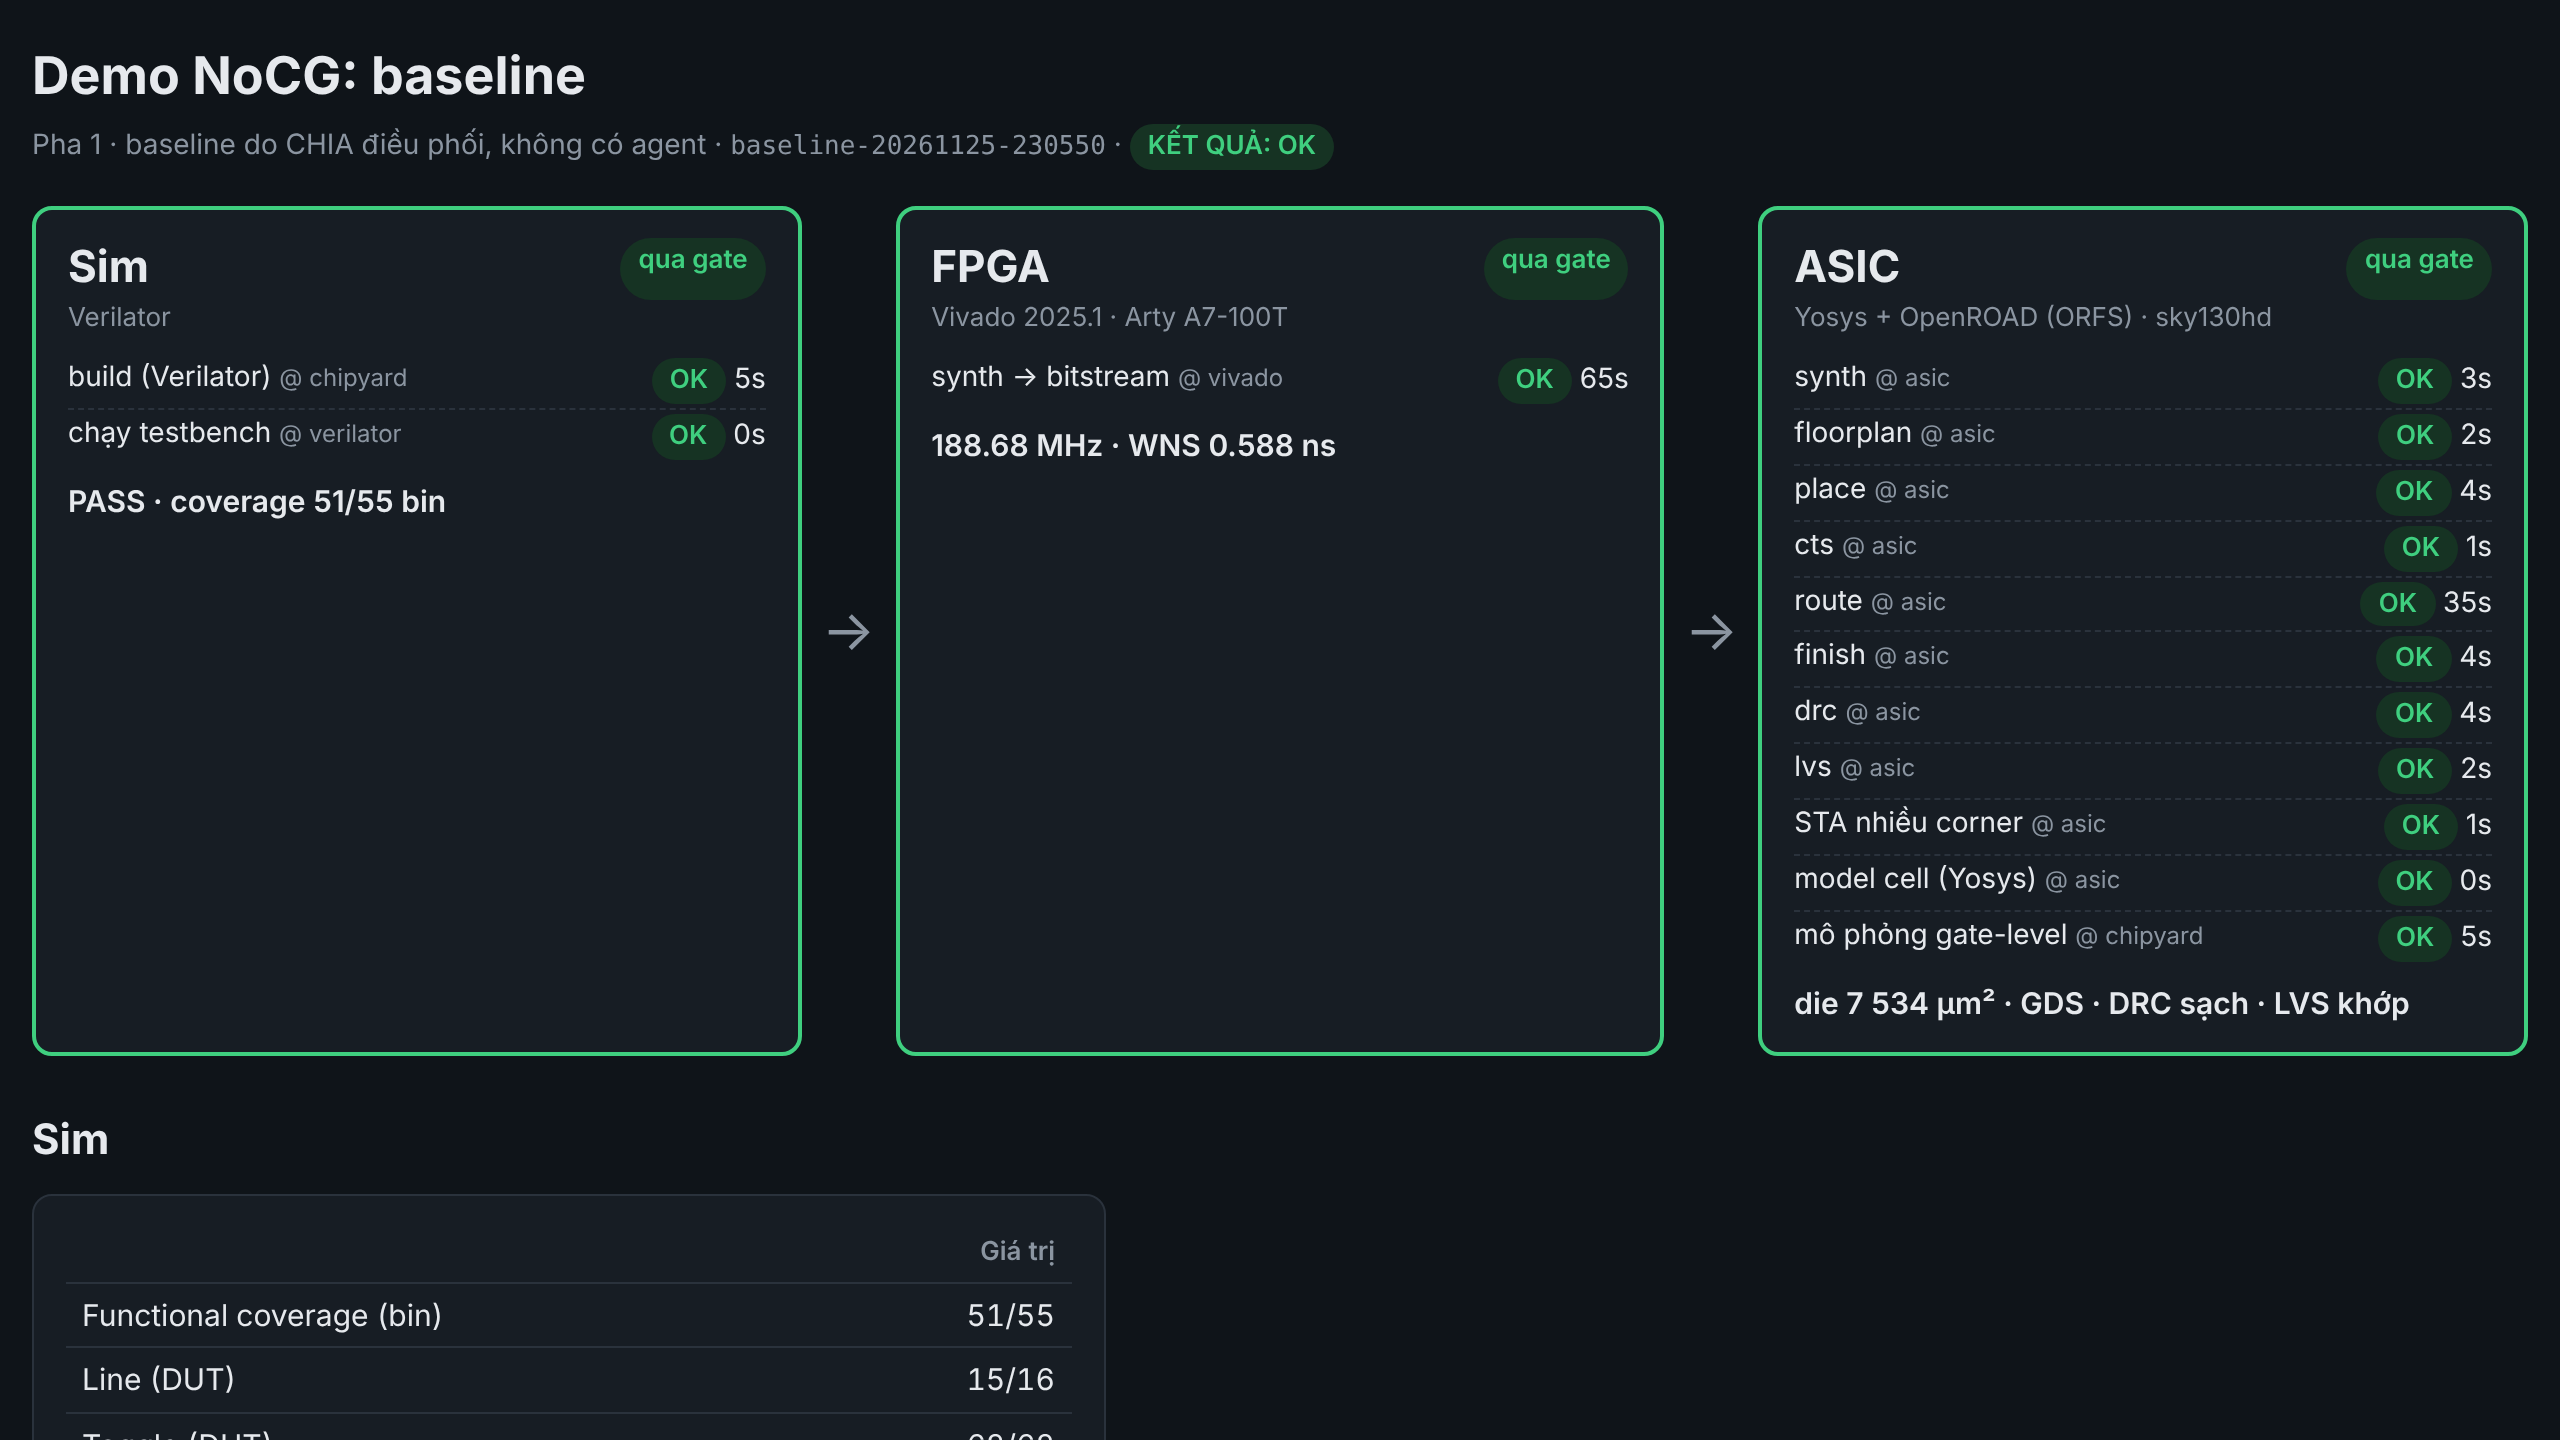 Demo NoCG: baseline
Pha 1 · baseline do CHIA điều phối, không có agent · baseline-20261125-230550 · KẾT QUẢ: OK
Sim
qua gate
Verilator
build (Verilator) @ chipyard OK 5s
chạy testbench @ verilator OK 0s
PASS · coverage 51/55 bin
→
FPGA
qua gate
Vivado 2025.1 · Arty A7-100T
synth → bitstream @ vivado OK 65s
188.68 MHz · WNS 0.588 ns
→
ASIC
qua gate
Yosys + OpenROAD (ORFS) · sky130hd
synth @ asic OK 3s
floorplan @ asic OK 2s
place @ asic OK 4s
cts @ asic OK 1s
route @ asic OK 35s
finish @ asic OK 4s
drc @ asic OK 4s
lvs @ asic OK 2s
STA nhiều corner @ asic OK 1s
model cell (Yosys) @ asic OK 0s
mô phỏng gate-level @ chipyard OK 5s
die 7 534 µm² · GDS · DRC sạch · LVS khớp
Sim
Giá trị
Functional coverage (bin) 51/55
Line (DUT) 15/16
Toggle (DUT)